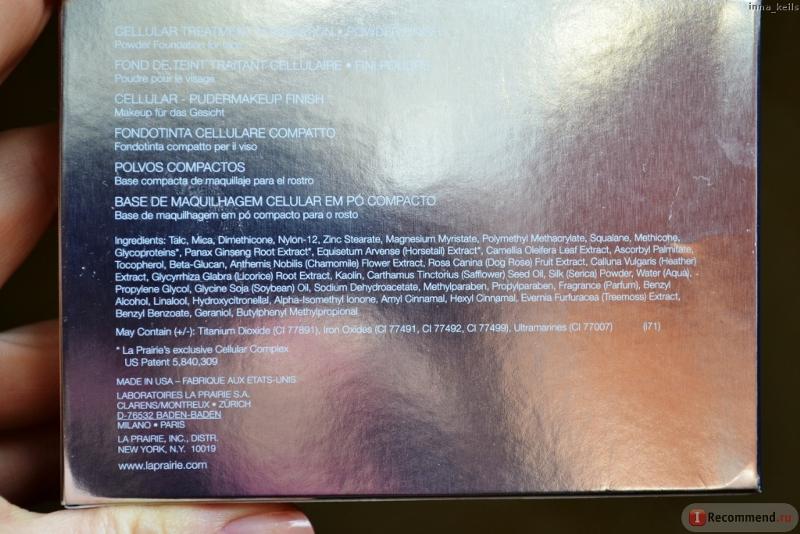 inna_kells
CELLULAR TREATMENT FOUNDATION • POWDER FINISH
Powder Foundation for face
FOND DE TEINT TRAITANT CELLULAIRE • FINI POUDRE
Poudre pour le visage
CELLULAR - PUDERMAKEUP FINISH
Makeup für das Gesicht
FONDOTINTA CELLULARE COMPATTO
Fondotinta compatto per il viso
POLVOS COMPACTOS
Base compacta de maquillaje para el rostro
BASE DE MAQUILHAGEM CELULAR EM PÓ COMPACTO
Base de maquilhagem em pó compacto para o rosto
Ingredients: Talc, Mica, Dimethicone, Nylon-12, Zinc Stearate, Magnesium Myristate, Polymethyl Methacrylate, Squalane, Methicone,
Glycoproteins*, Panax Ginseng Root Extract*, Equisetum Arvense (Horsetail) Extract*, Camellia Oleifera Leaf Extract, Ascorbyl Palmitate,
Tocopherol, Beta-Glucan, Anthemis Nobilis (Chamomile) Flower Extract, Rosa Canina (Dog Rose) Fruit Extract, Calluna Vulgaris (Heather)
Extract, Glycyrrhiza Glabra (Licorice) Root Extract, Kaolin, Carthamus Tinctorius (Safflower) Seed Oil, Silk (Serica) Powder, Water (Aqua),
Propylene Glycol, Glycine Soja (Soybean) Oil, Sodium Dehydroacetate, Methylparaben, Propylparaben, Fragrance (Parfum), Benzyl
Alcohol, Linalool, Hydroxycitronellal, Alpha-Isomethyl Ionone, Amyl Cinnamal, Hexyl Cinnamal, Evernia Furfuracea (Treemoss) Extract,
Benzyl Benzoate, Geraniol, Butylphenyl Methylpropional
May Contain (+/-): Titanium Dioxide (CI 77891), Iron Oxides (CI 77491, CI 77492, CI 77499), Ultramarines (CI 77007) (i71)
* La Prairie's exclusive Cellular Complex
US Patent 5,840,309
MADE IN USA – FABRIQUE AUX ETATS-UNIS
LABORATOIRES LA PRAIRIE S.A.
CLARENS/MONTREUX • ZÜRICH
D-76532 BADEN-BADEN
MILANO • PARIS
LA PRAIRIE, INC., DISTR.
NEW YORK, N.Y. 10019
www.laprairie.com
I Recommend.ru